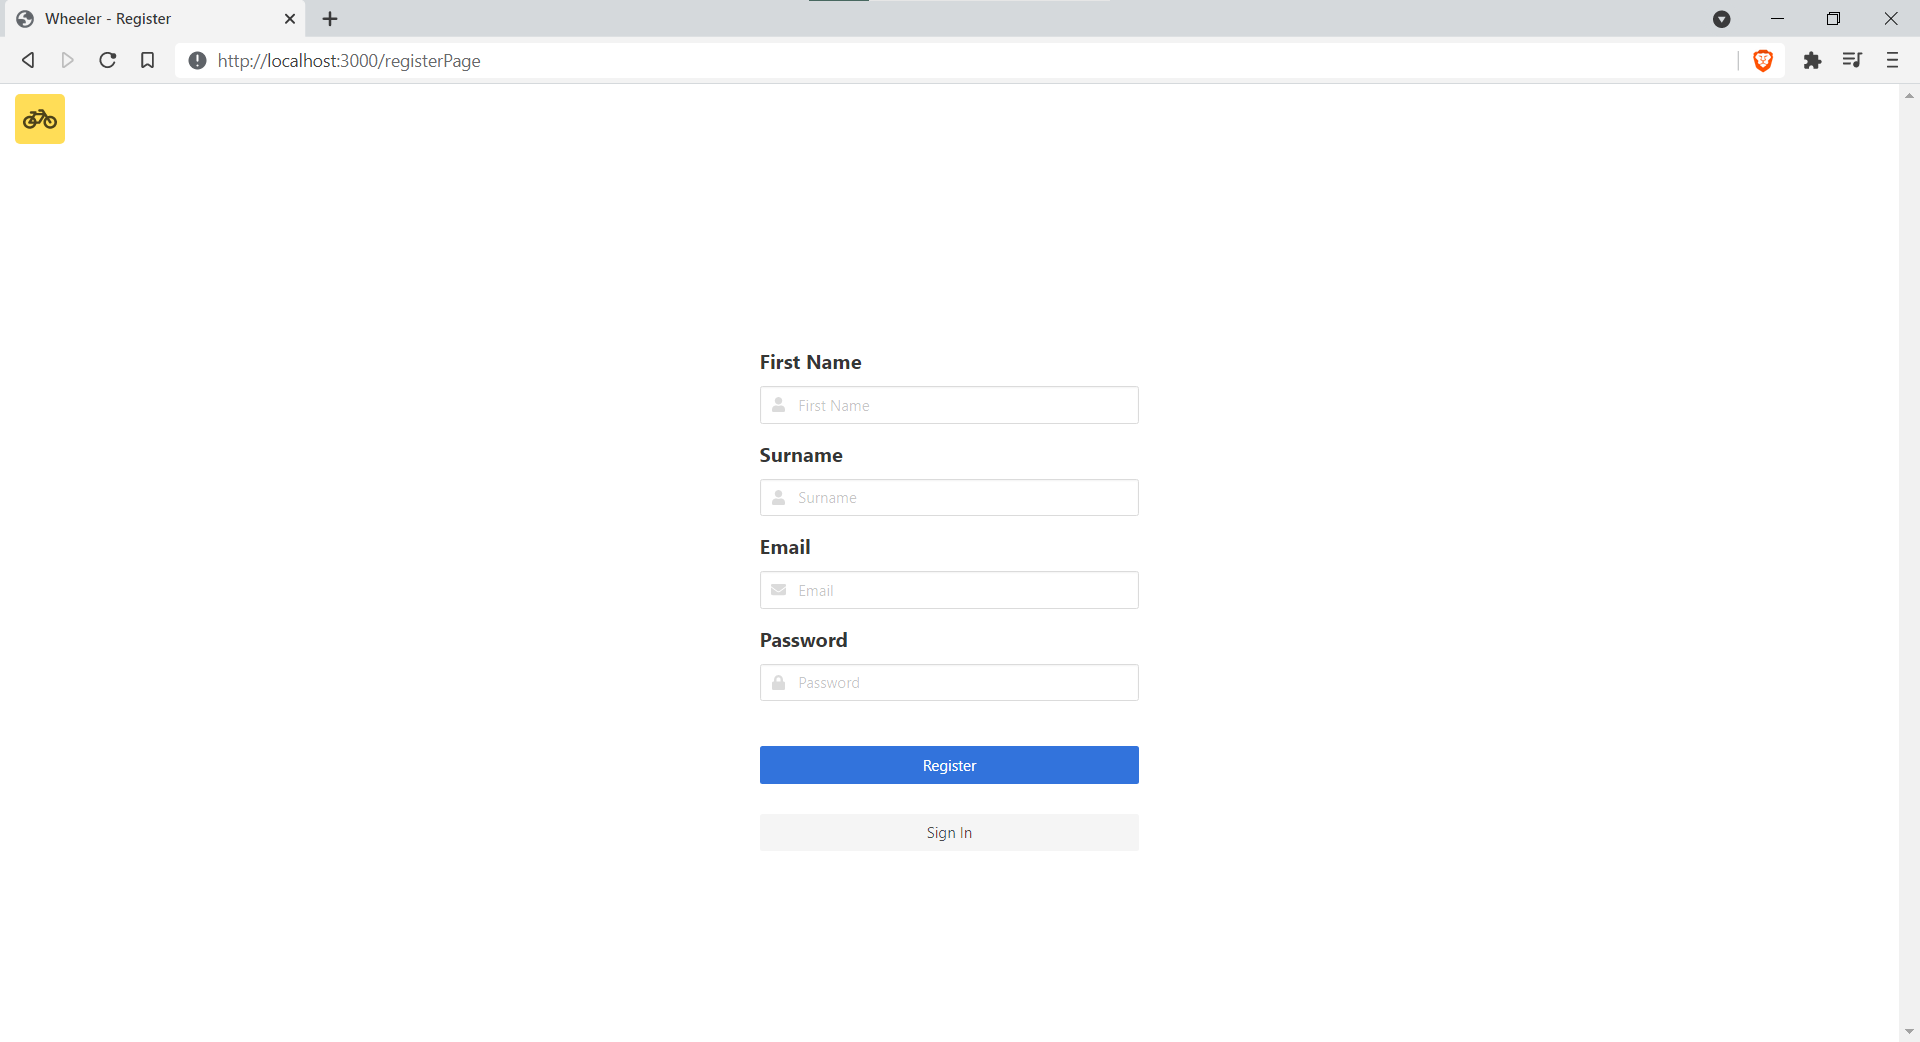 Wheeler - Register
http://localhost:3000/registerPage
First Name
First Name
Surname
Surname
Email
Email
Password
Password
Register
Sign In